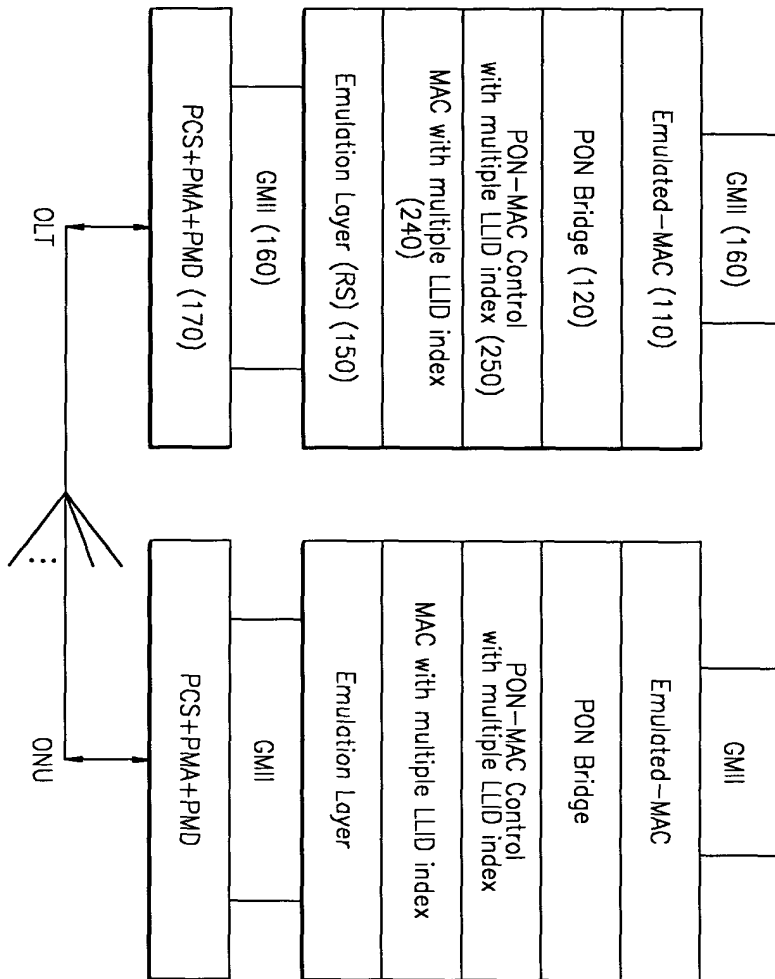 GMII (160)
Emulated-MAC (110)
PON Bridge (120)
PON-MAC Control
with multiple LLID index (250)
MAC with multiple LLID index
(240)
Emulation Layer (RS) (150)
GMII (160)
PCS+PMA+PMD (170)
OLT
...
GMII
Emulated-MAC
PON Bridge
PON-MAC Control
with multiple LLID index
MAC with multiple LLID index
Emulation Layer
GMII
PCS+PMA+PMD
ONU